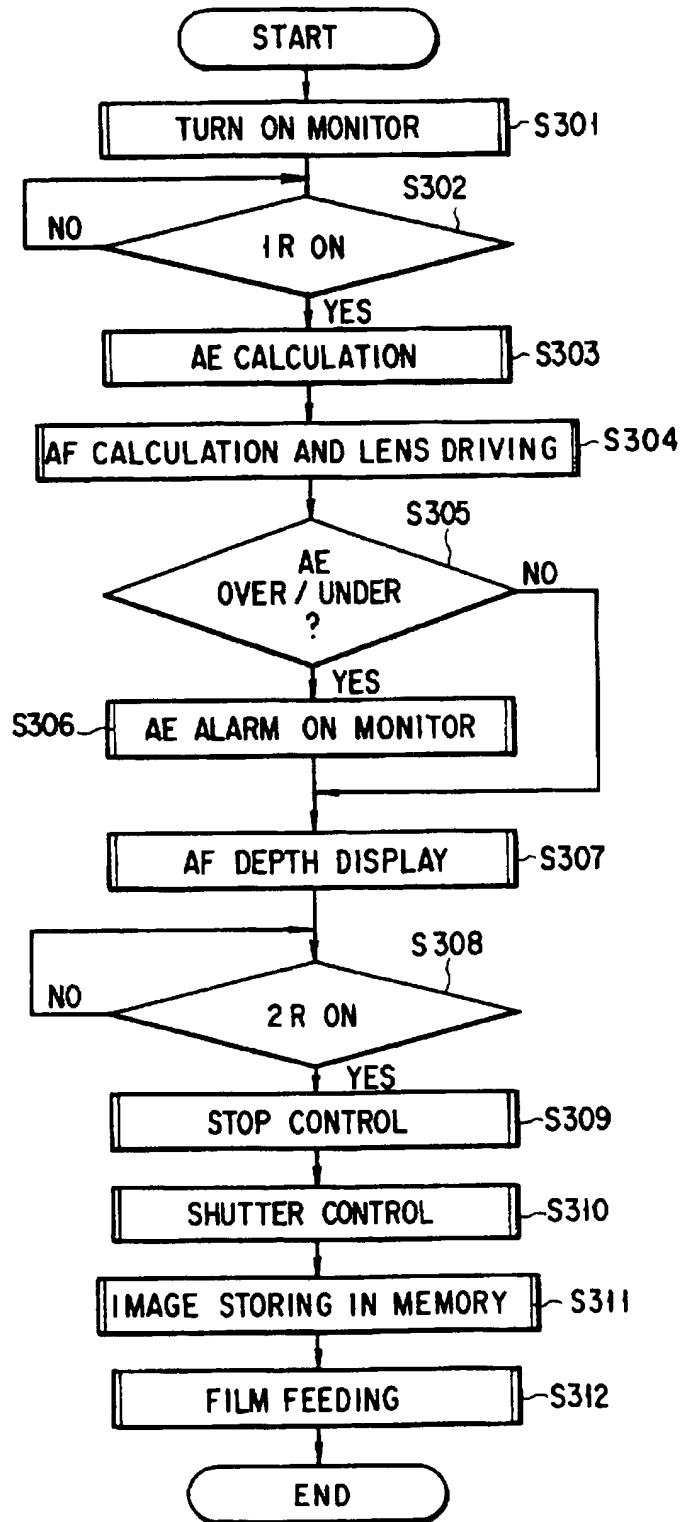 START
TURN ON MONITOR
S301
S302
NO
1R ON
YES
AE CALCULATION
S303
AF CALCULATION AND LENS DRIVING
S304
S305
AE
OVER / UNDER
?
NO
YES
S306
AE ALARM ON MONITOR
AF DEPTH DISPLAY
S307
S308
NO
2R ON
YES
STOP CONTROL
S309
SHUTTER CONTROL
S310
IMAGE STORING IN MEMORY
S311
FILM FEEDING
S312
END